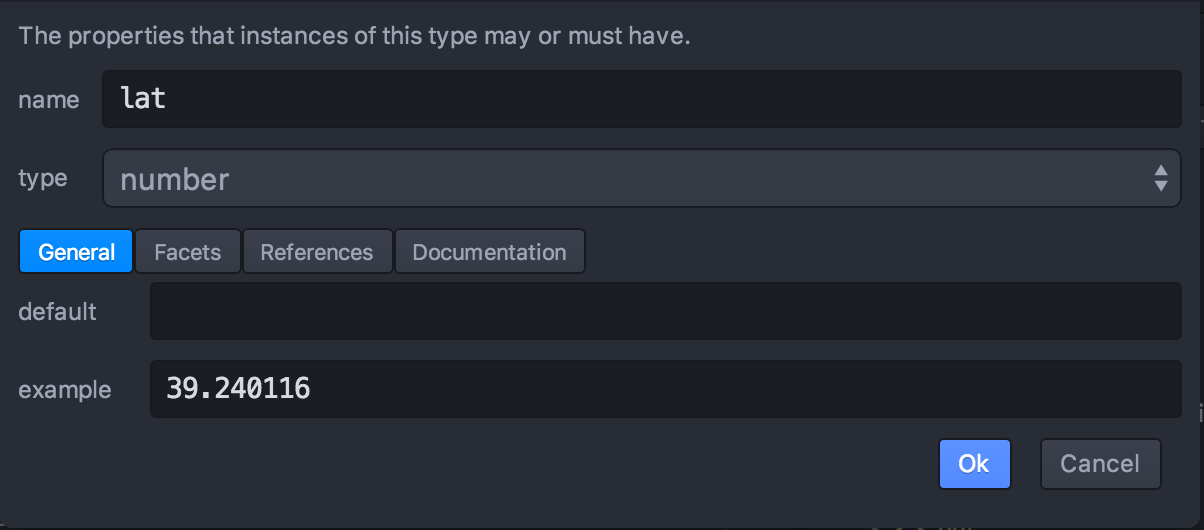 The properties that instances of this type may or must have.
name lat
type number
General Facets References Documentation
default
example 39.240116
Ok Cancel